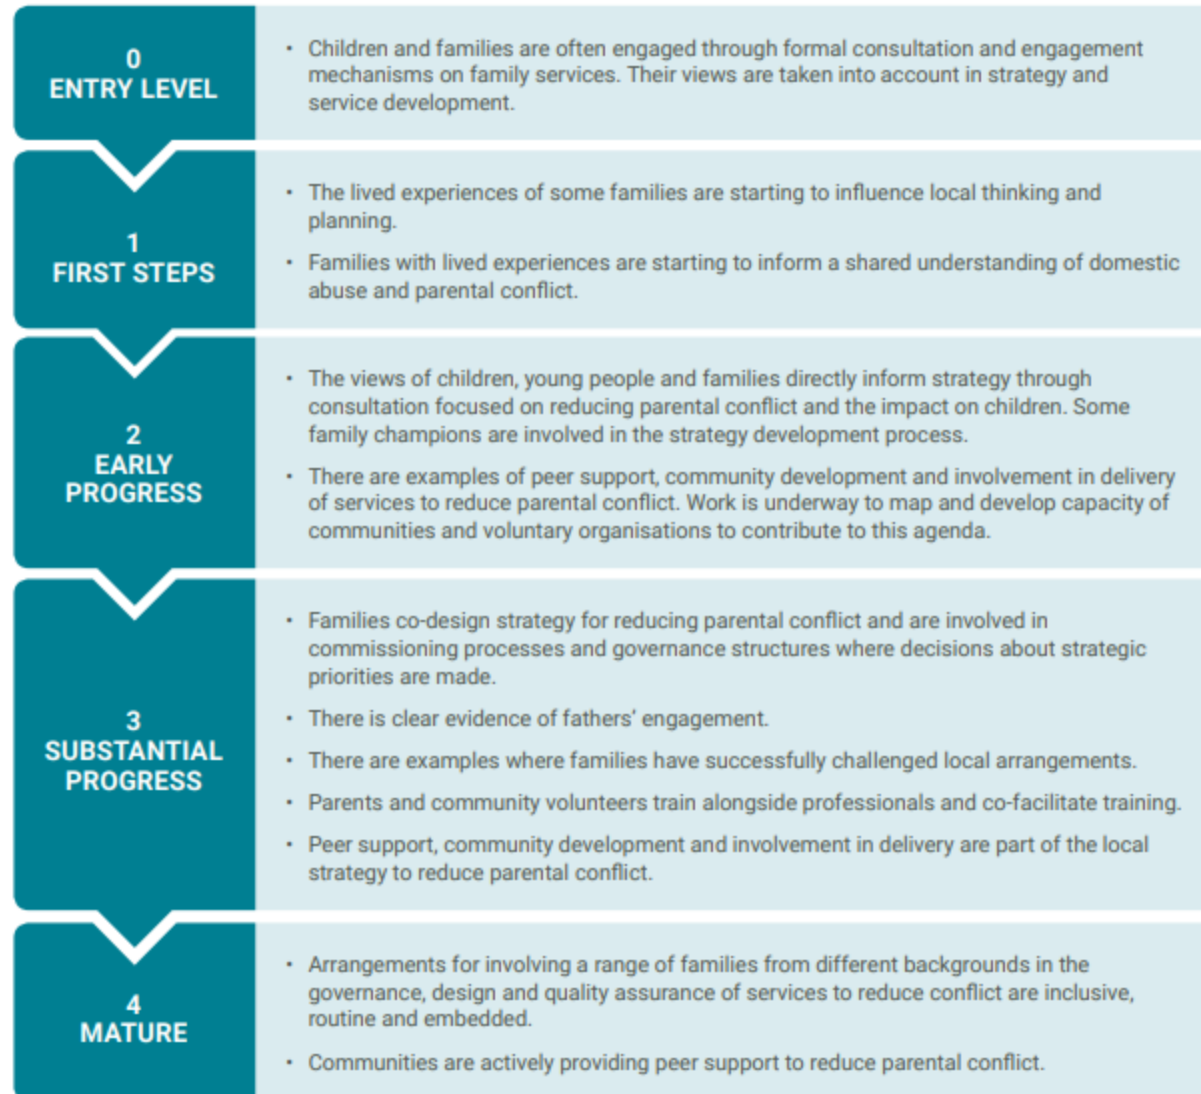 0
ENTRY LEVEL
• Children and families are often engaged through formal consultation and engagement
mechanisms on family services. Their views are taken into account in strategy and
service development.
1
FIRST STEPS
• The lived experiences of some families are starting to influence local thinking and
planning.
• Families with lived experiences are starting to inform a shared understanding of domestic
abuse and parental conflict.
2
EARLY
PROGRESS
• The views of children, young people and families directly inform strategy through
consultation focused on reducing parental conflict and the impact on children. Some
family champions are involved in the strategy development process.
• There are examples of peer support, community development and involvement in delivery
of services to reduce parental conflict. Work is underway to map and develop capacity of
communities and voluntary organisations to contribute to this agenda.
3
SUBSTANTIAL
PROGRESS
• Families co-design strategy for reducing parental conflict and are involved in
commissioning processes and governance structures where decisions about strategic
priorities are made.
• There is clear evidence of fathers’ engagement.
• There are examples where families have successfully challenged local arrangements.
• Parents and community volunteers train alongside professionals and co-facilitate training.
• Peer support, community development and involvement in delivery are part of the local
strategy to reduce parental conflict.
4
MATURE
• Arrangements for involving a range of families from different backgrounds in the
governance, design and quality assurance of services to reduce conflict are inclusive,
routine and embedded.
• Communities are actively providing peer support to reduce parental conflict.